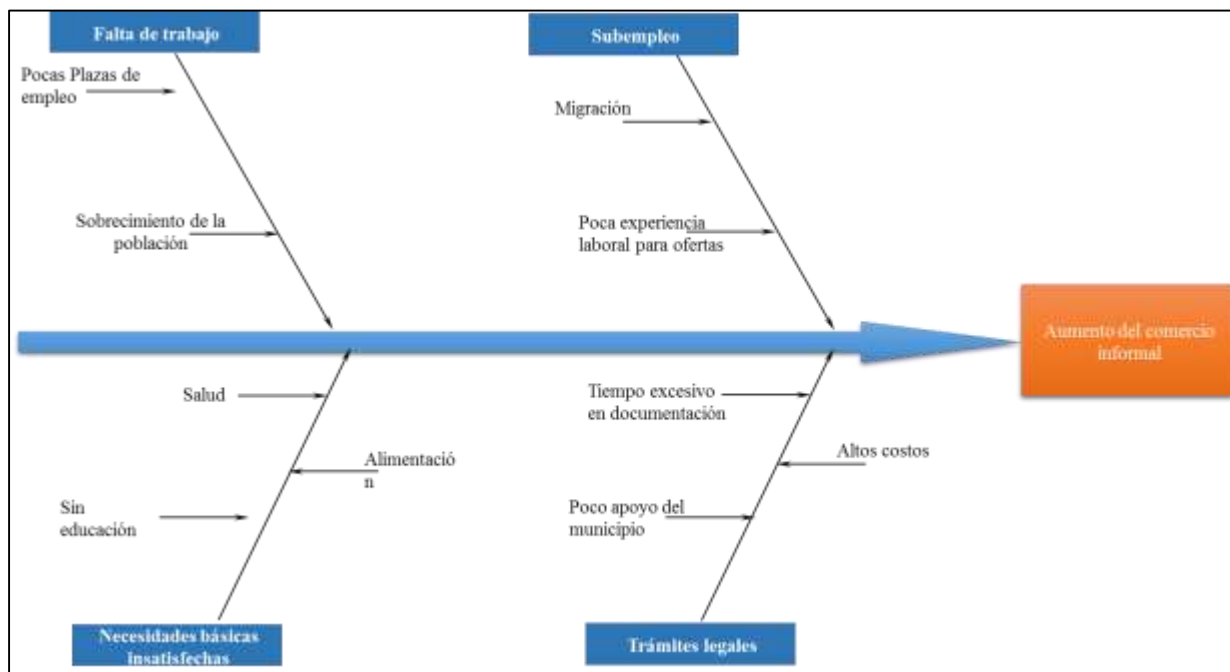 Falta de trabajo
Subempleo
Pocas Plazas de
empleo
Migración
Sobrecimiento de la
población
Poca experiencia
laboral para ofertas
Aumento del comercio
informal
Salud
Tiempo excesivo
en documentación
Alimentació
n
Altos costos
Sin
educación
Poco apoyo del
municipio
Necesidades básicas
insatisfechas
Trámites legales